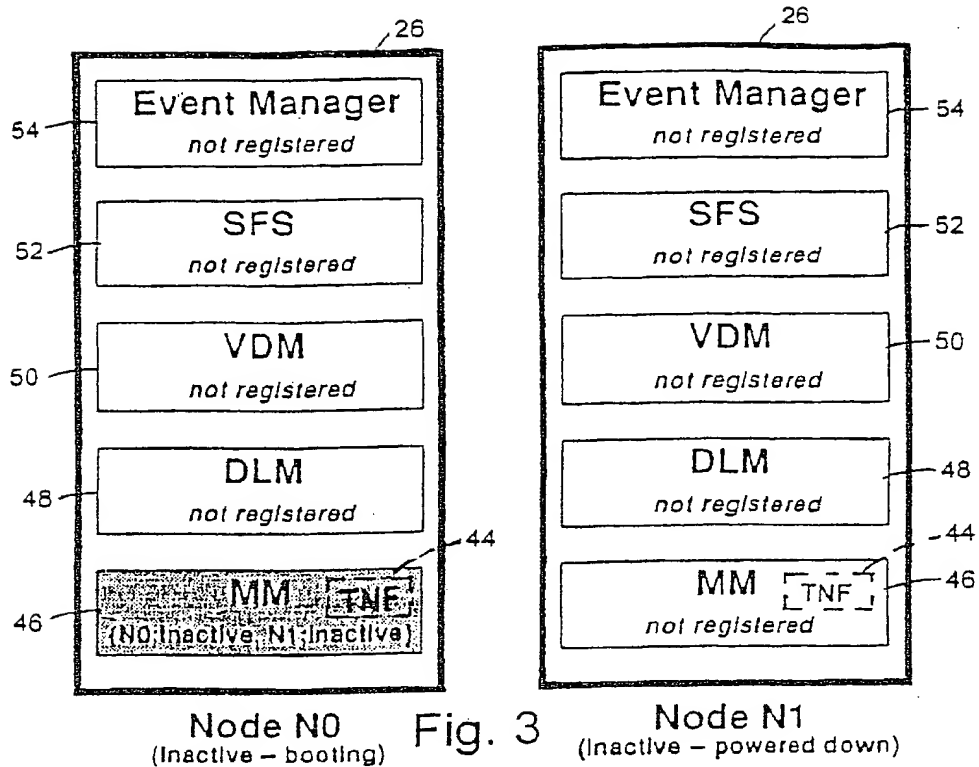 26
Event Manager
not registered
54
SFS
not registered
52
VDM
not registered
50
DLM
not registered
48
44
MM
TNF
(N0;Inactive, N1;Inactive)
46
Node N0
(Inactive – booting)
Fig. 3
26
Event Manager
not registered
54
SFS
not registered
52
VDM
not registered
50
DLM
not registered
48
44
MM
TNF
not registered
46
Node N1
(Inactive – powered down)